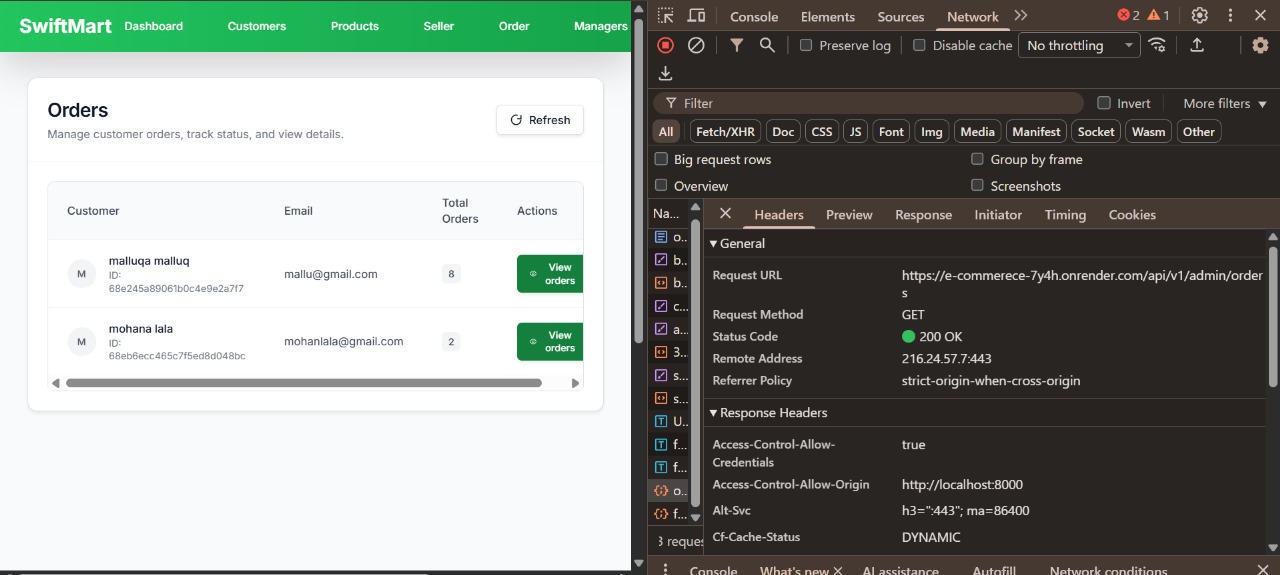 SwiftMart Dashboard Customers Products Seller Order Managers
Orders
Manage customer orders, track status, and view details.
Refresh
Customer Email Total Orders Actions
malluqa malluq
ID:
68e245a89061b0c4e9e2a7f7
M
mallu@gmail.com
8
View orders
mohana lala
ID:
68eb6ecc465c7f5ed8d048bc
M
mohanlala@gmail.com
2
View orders
Console Elements Sources Network 2 1
Preserve log Disable cache No throttling
Filter Invert More filters
All Fetch/XHR Doc CSS JS Font Img Media Manifest Socket Wasm Other
Big request rows Group by frame
Overview Screenshots
Na...
o...
b...
b...
c...
a...
3...
s...
s...
U...
f...
f...
o...
f...
3 reques
Headers Preview Response Initiator Timing Cookies
General
Request URL https://e-commerece-7y4h.onrender.com/api/v1/admin/order
s
Request Method GET
Status Code 200 OK
Remote Address 216.24.57.7:443
Referrer Policy strict-origin-when-cross-origin
Response Headers
Access-Control-Allow- true
Credentials
Access-Control-Allow-Origin http://localhost:8000
Alt-Svc h3=":443"; ma=86400
Cf-Cache-Status DYNAMIC
Console What's new AI assistance Autofill Network conditions